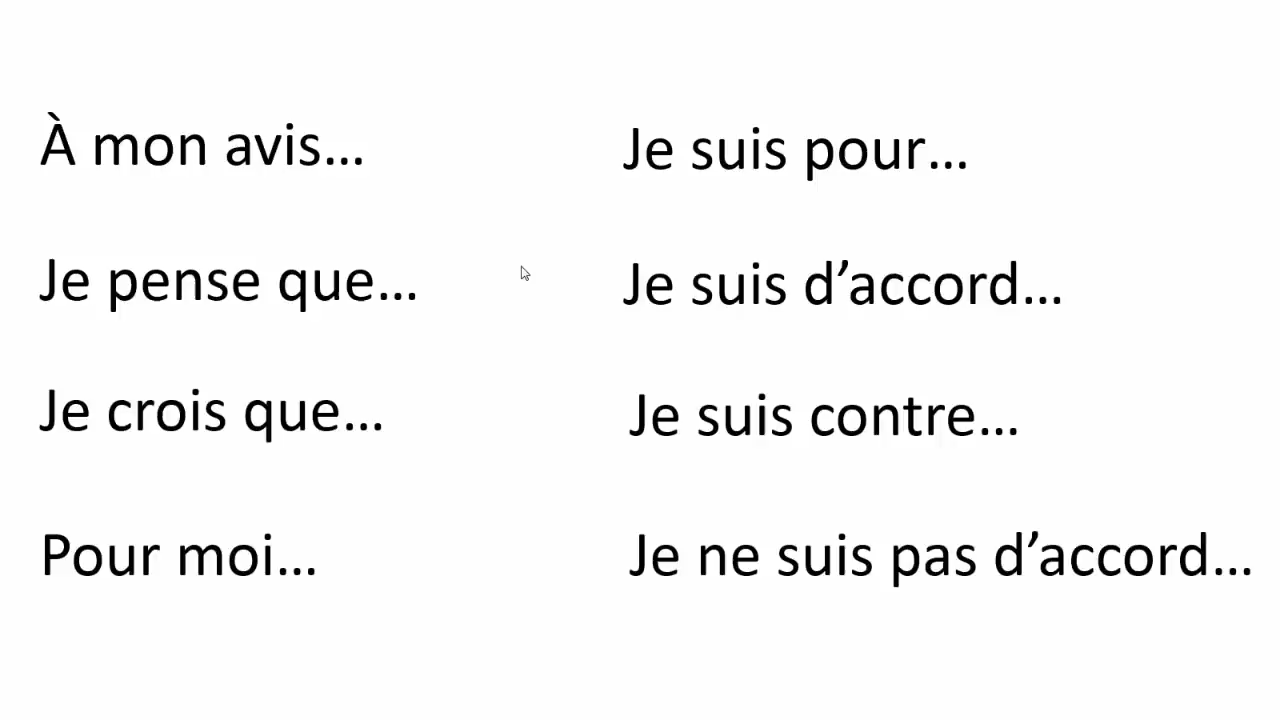 À mon avis…
Je pense que…
Je crois que…
Pour moi…
Je suis pour…
Je suis d’accord…
Je suis contre…
Je ne suis pas d’accord…